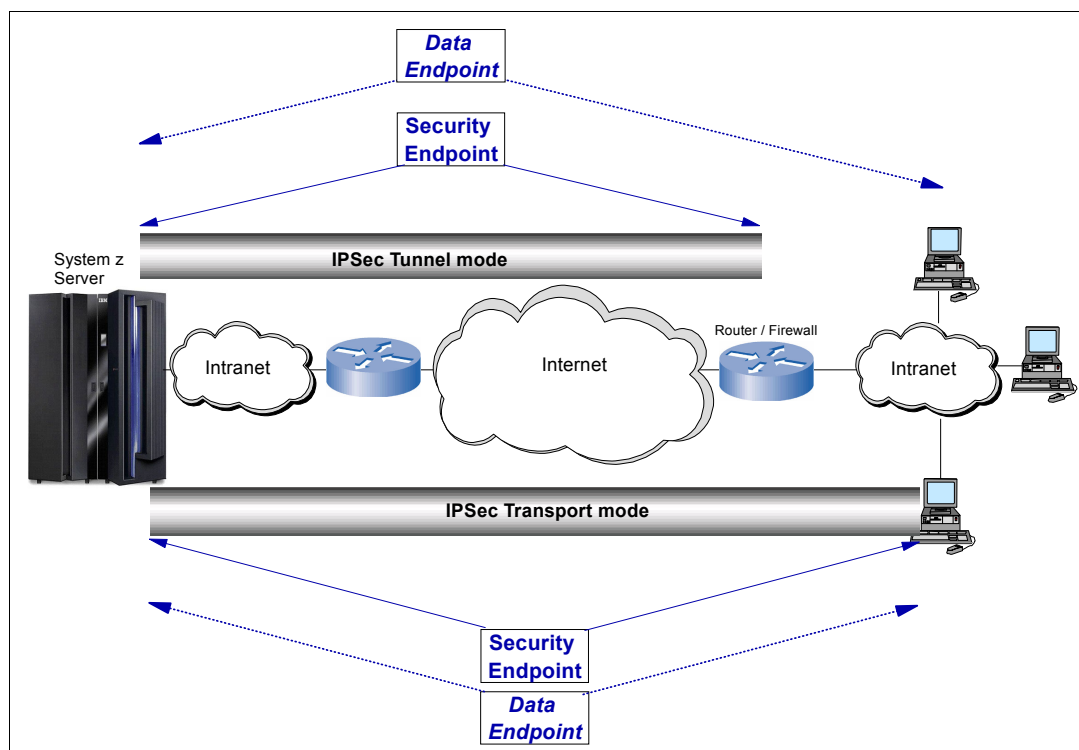 Data
Endpoint
Security
Endpoint
IPSec Tunnel mode
System z
Server
Intranet
Internet
Router / Firewall
Intranet
IPSec Transport mode
Security
Endpoint
Data
Endpoint